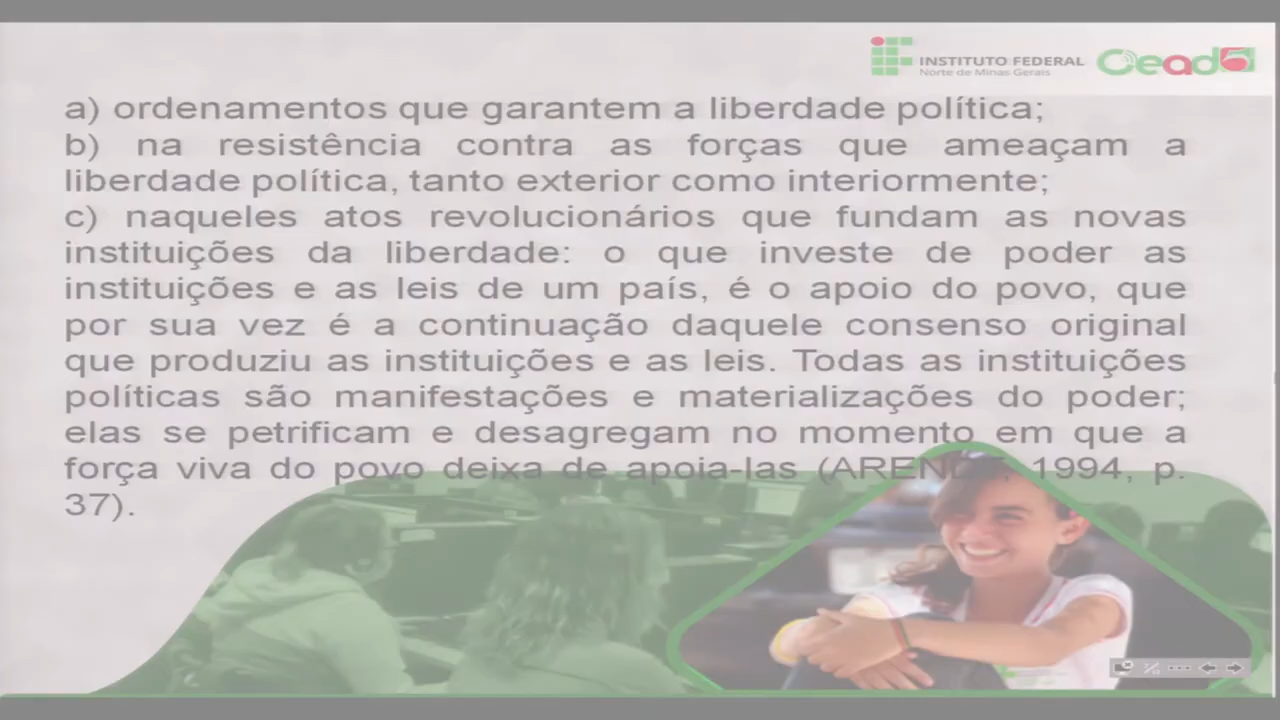 INSTITUTO FEDERAL
Norte de Minas Gerais
Cead
a) ordenamentos que garantem a liberdade política;
b) na resistência contra as forças que ameaçam a
liberdade política, tanto exterior como interiormente;
c) naqueles atos revolucionários que fundam as novas
instituições da liberdade: o que investe de poder as
instituições e as leis de um país, é o apoio do povo, que
por sua vez é a continuação daquele consenso original
que produziu as instituições e as leis. Todas as instituições
políticas são manifestações e materializações do poder;
elas se petrificam e desagregam no momento em que a
força viva do povo deixa de apoia-las (ARENDT, 1994, p.
37).